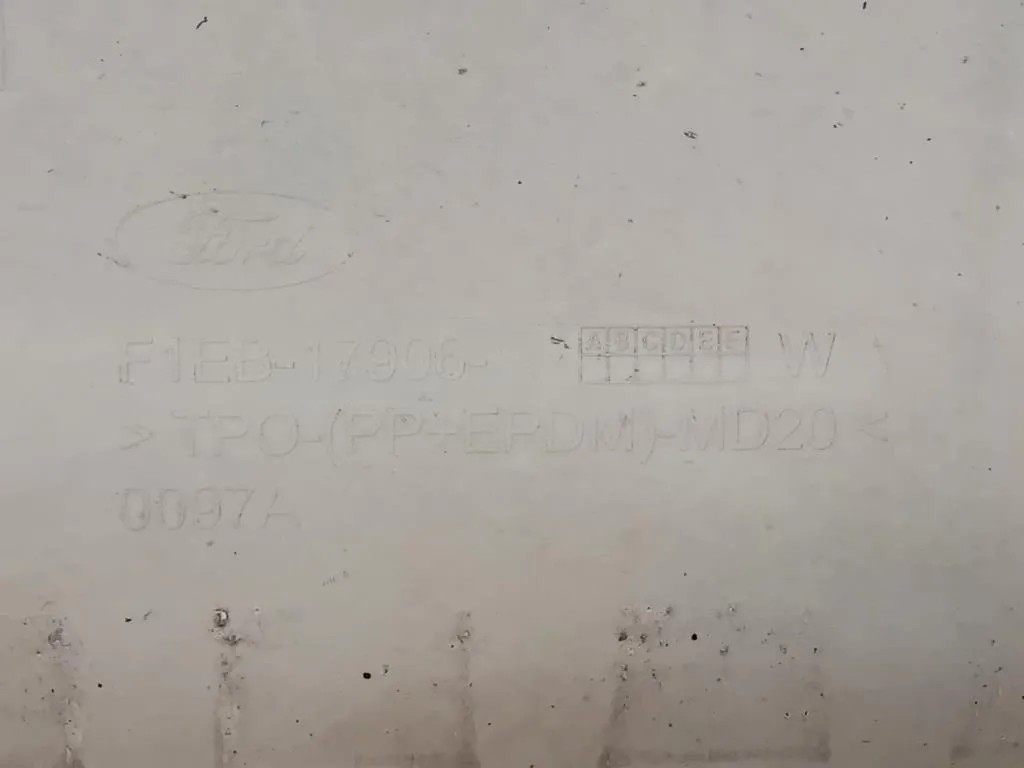 Ford
F1EB-17906- ABCDEF W
>TPO-(PP+EPDM)-MD20<
0097A